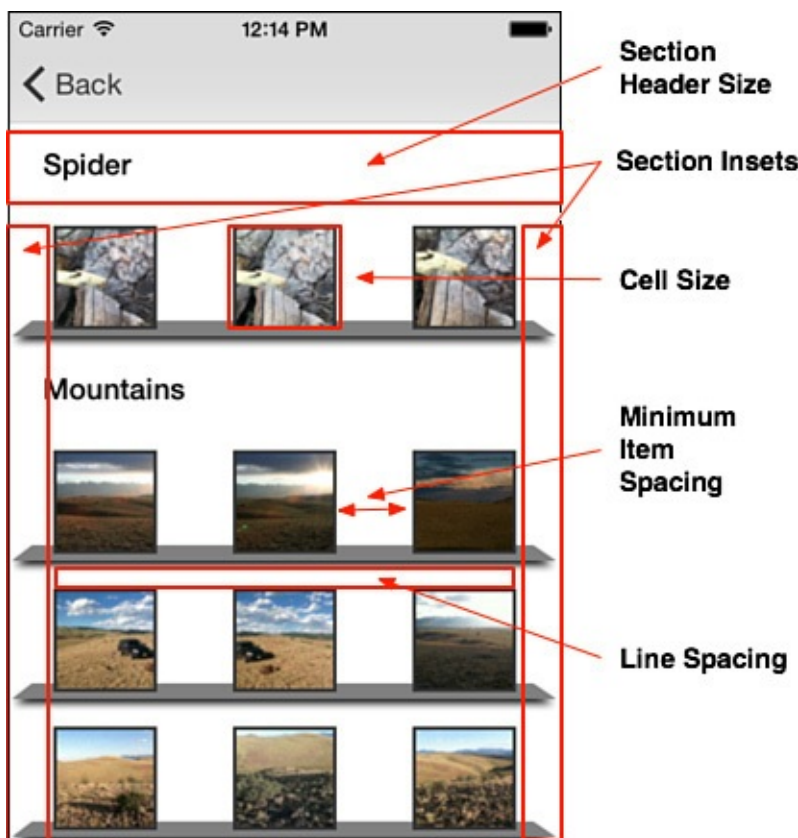 Carrier 12:14 PM
Back
Section
Header Size
Spider
Section Insets
Cell Size
Mountains
Minimum
Item
Spacing
Line Spacing